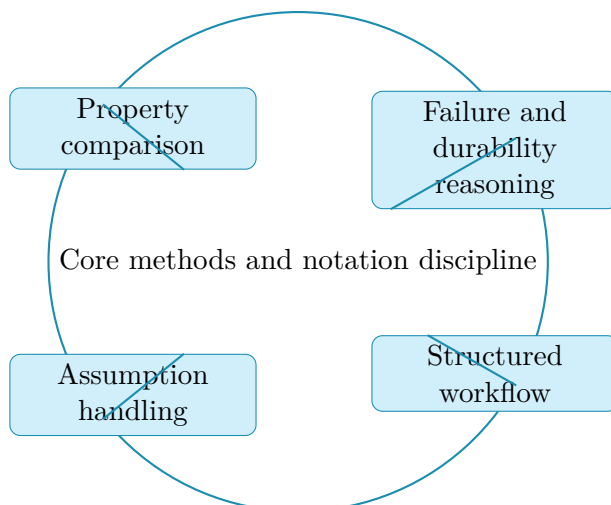 Property
comparison
Failure and
durability
reasoning
Core methods and notation discipline
Assumption
handling
Structured
workflow